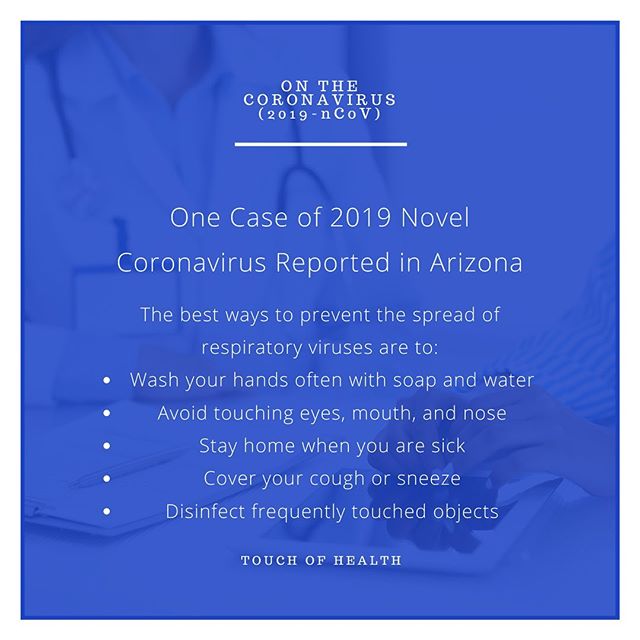 ON THE
CORONAVIRUS
(2019-nCoV)
One Case of 2019 Novel
Coronavirus Reported in Arizona
The best ways to prevent the spread of
respiratory viruses are to:
• Wash your hands often with soap and water
• Avoid touching eyes, mouth, and nose
• Stay home when you are sick
• Cover your cough or sneeze
• Disinfect frequently touched objects
TOUCH OF HEALTH